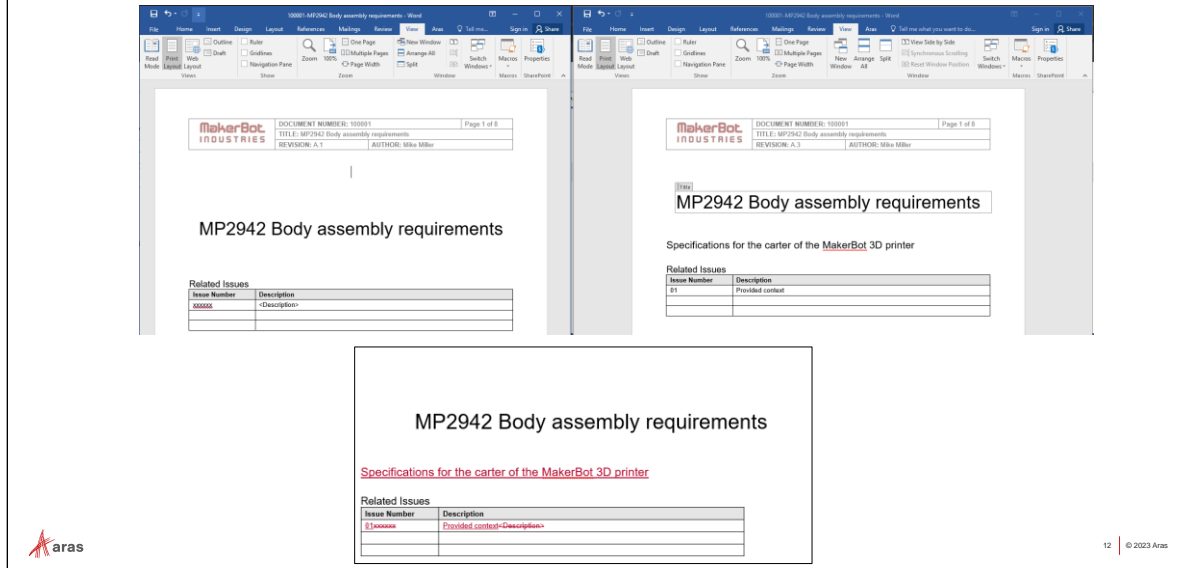 100001-MP2942 Body assembly requirements - Word
File Home Insert Design Layout References Mailings Review View Aras Tell me... Sign in Share
Read Mode
Print Layout
Web Layout
Outline
Draft
Views
Ruler
Gridlines
Navigation Pane
Show
Zoom
100%
One Page
Multiple Pages
Page Width
Zoom
New Window
Arrange All
Split
Switch Windows
Window
Macros
Macros
Properties
SharePoint
MakerBot
INDUSTRIES
DOCUMENT NUMBER: 100001 Page 1 of 8
TITLE: MP2942 Body assembly requirements
REVISION: A.1 AUTHOR: Mike Miller
MP2942 Body assembly requirements
Related Issues
Issue Number Description
xxxxxx <Description>
100001-MP2942 Body assembly requirements - Word
File Home Insert Design Layout References Mailings Review View Aras Tell me what you want to do... Sign in Share
Read Mode
Print Layout
Web Layout
Outline
Draft
Views
Ruler
Gridlines
Navigation Pane
Show
Zoom
100%
One Page
Multiple Pages
Page Width
Zoom
New Window
Arrange All
Split
View Side by Side
Synchronous Scrolling
Reset Window Position
Switch Windows
Window
Macros
Macros
Properties
SharePoint
MakerBot
INDUSTRIES
DOCUMENT NUMBER: 100001 Page 1 of 8
TITLE: MP2942 Body assembly requirements
REVISION: A.3 AUTHOR: Mike Miller
Title
MP2942 Body assembly requirements
Specifications for the carter of the MakerBot 3D printer
Related Issues
Issue Number Description
01 Provided context
MP2942 Body assembly requirements
Specifications for the carter of the MakerBot 3D printer
Related Issues
Issue Number Description
01xxxxxx Provided context<Description>
aras
12 © 2023 Aras